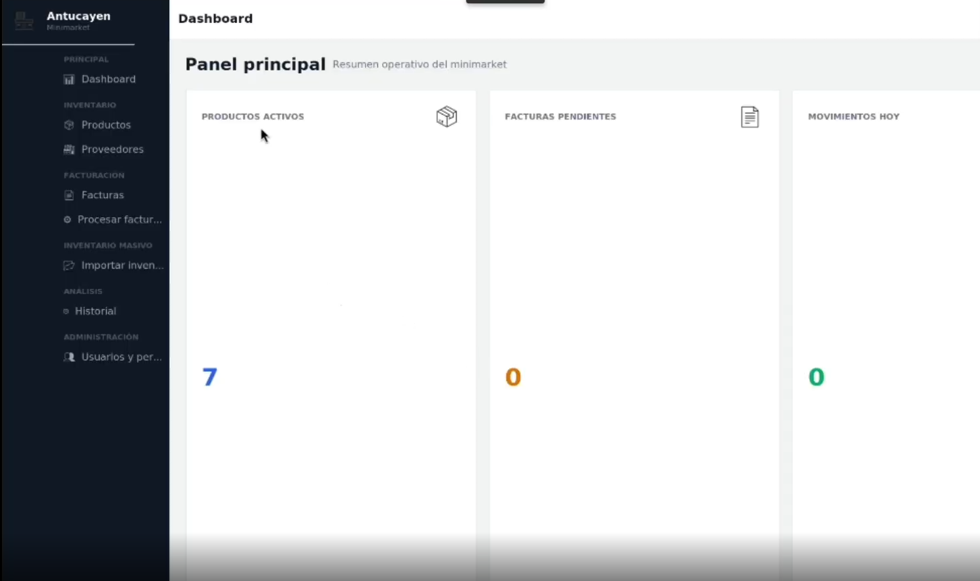 Antucayen
Minimarket
PRINCIPAL
Dashboard
INVENTARIO
Productos
Proveedores
FACTURACIÓN
Facturas
Procesar factur...
INVENTARIO MASIVO
Importar inven...
ANÁLISIS
Historial
ADMINISTRACIÓN
Usuarios y per...
Dashboard
Panel principal Resumen operativo del minimarket
PRODUCTOS ACTIVOS
7
FACTURAS PENDIENTES
0
MOVIMIENTOS HOY
0